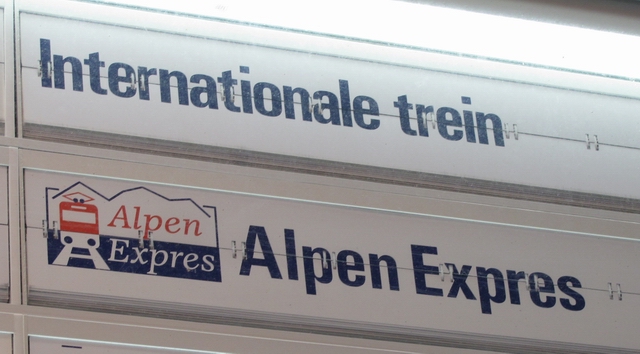 Internationale trein
Alpen
Expres
Alpen Expres